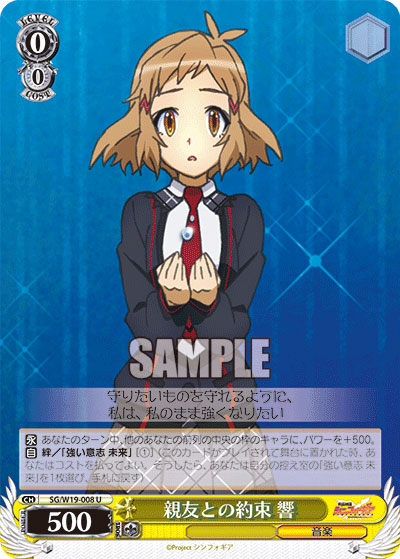 LEVEL
0
0
COST
SAMPLE
守りたいものを守れるように、
私は、私のまま強くなりたい
永 あなたのターン中、他のあなたの前列の中央の枠のキャラに、パワーを+500。
自 絆／「強い意志 未来」 [①] （このカードがプレイされて舞台に置かれた時、あ
なたはコストを払ってよい。そうしたら、あなたは自分の控え室の「強い意志 未
来」を1枚選び、手札に戻す）
CH SG/W19-008 U
500
親友との約束 響
音楽
©Project シンフォギア